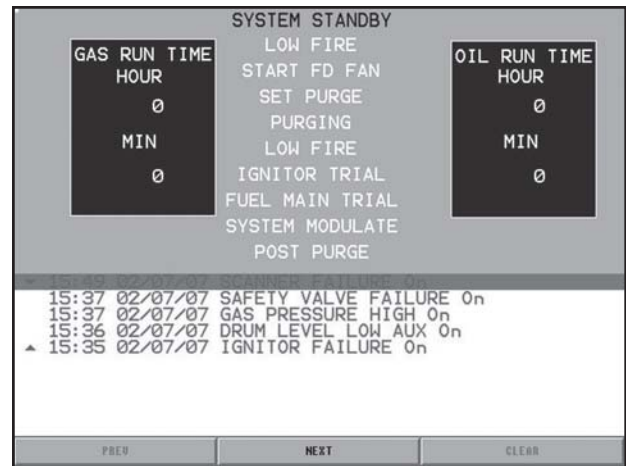 SYSTEM STANDBY
LOW FIRE
START FD FAN
SET PURGE
PURGING
LOW FIRE
IGNITOR TRIAL
FUEL MAIN TRIAL
SYSTEM MODULATE
POST PURGE
GAS RUN TIME
HOUR
0
MIN
0
OIL RUN TIME
HOUR
0
MIN
0
15:49 02/07/07 SCANNER FAILURE On
15:37 02/07/07 SAFETY VALVE FAILURE On
15:37 02/07/07 GAS PRESSURE HIGH On
15:36 02/07/07 DRUM LEVEL LOW AUX On
15:35 02/07/07 IGNITOR FAILURE On
PREV
NEXT
CLEAR